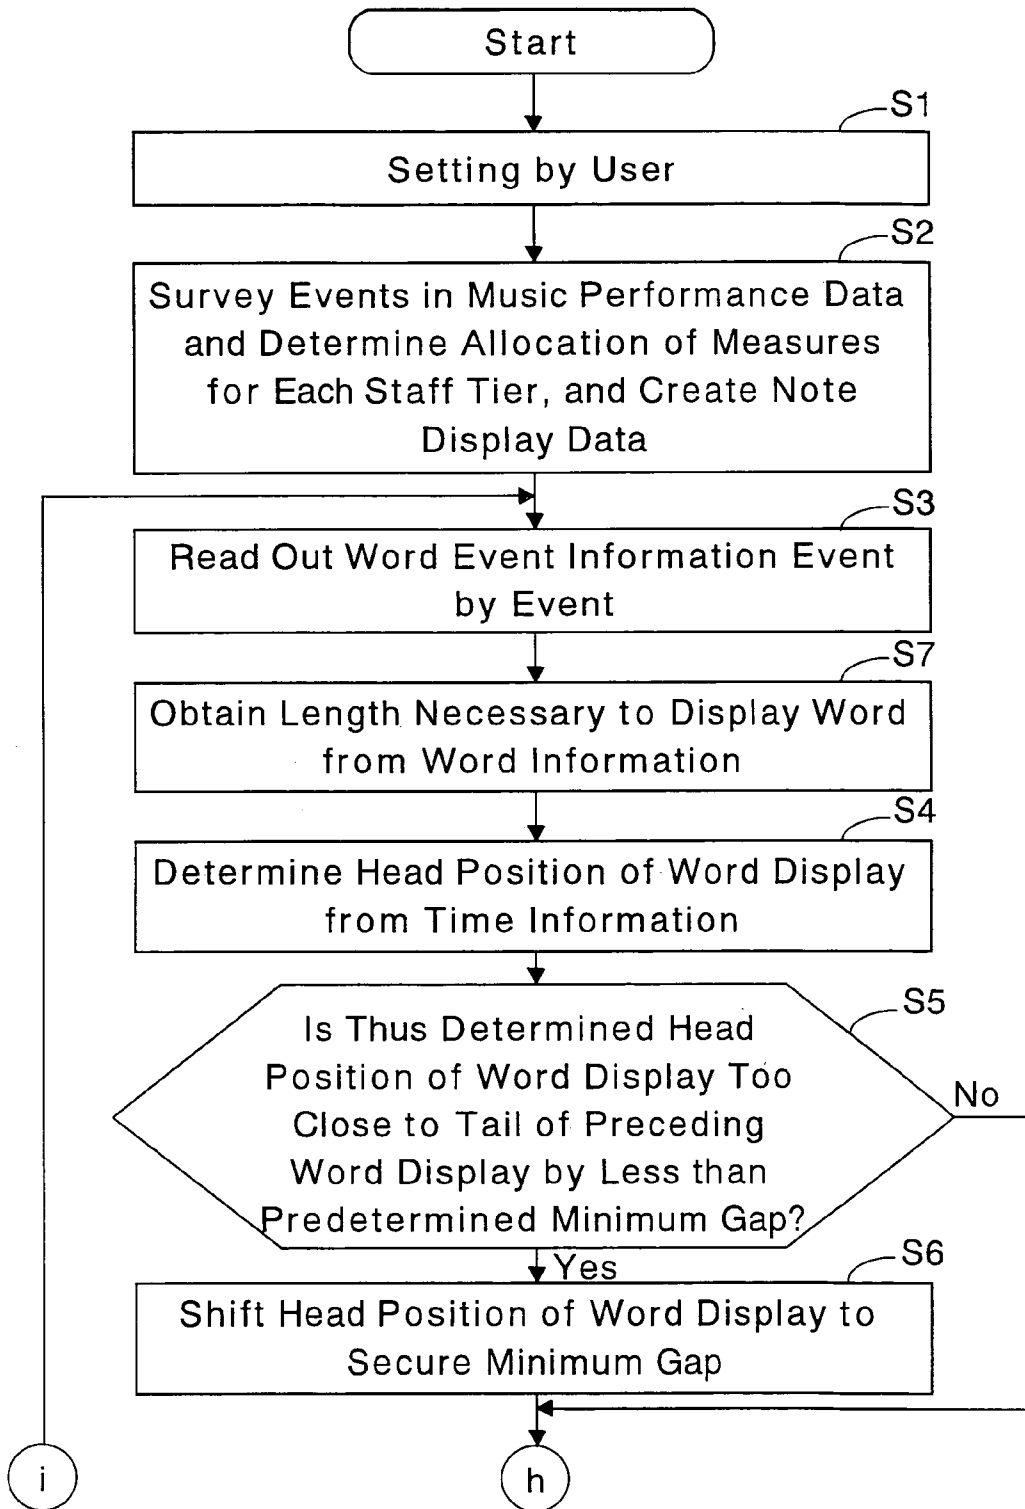 Start
S1
Setting by User
S2
Survey Events in Music Performance Data
and Determine Allocation of Measures
for Each Staff Tier, and Create Note
Display Data
S3
Read Out Word Event Information Event
by Event
S7
Obtain Length Necessary to Display Word
from Word Information
S4
Determine Head Position of Word Display
from Time Information
S5
Is Thus Determined Head
Position of Word Display Too
Close to Tail of Preceding
Word Display by Less than
Predetermined Minimum Gap?
No
Yes
S6
Shift Head Position of Word Display to
Secure Minimum Gap
i
h